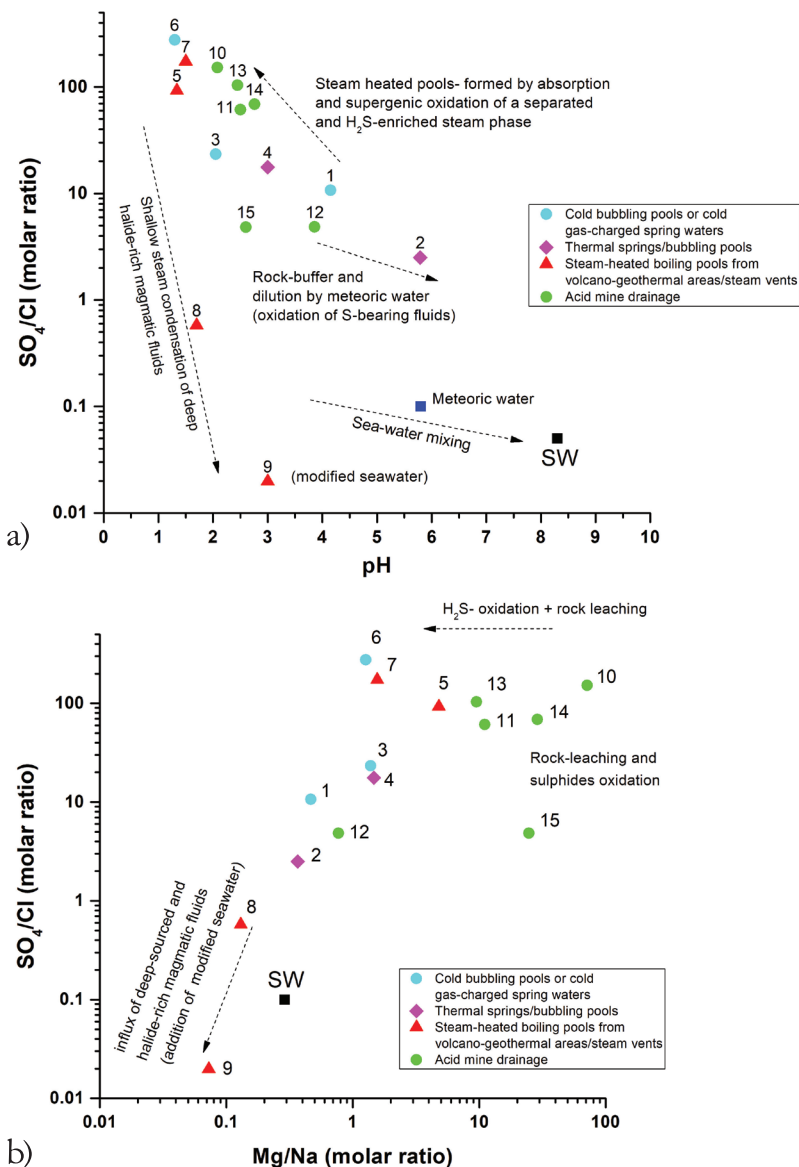 6
7
5
10
13
14
11
3
4
1
15
12
2
8
9
100
10
1
0.1
0.01
SO4/Cl (molar ratio)
Steam heated pools- formed by absorption
and supergenic oxidation of a separated
and H2S-enriched steam phase
Shallow steam condensation of deep
halide-rich magmatic fluids
Rock-buffer and
dilution by meteoric water
(oxidation of S-bearing fluids)
Cold bubbling pools or cold
gas-charged spring waters
Thermal springs/bubbling pools
Steam-heated boiling pools from
volcano-geothermal areas/steam vents
Acid mine drainage
Meteoric water
Sea-water mixing
SW
(modified seawater)
0 1 2 3 4 5 6 7 8 9 10
pH
a)
H2S- oxidation + rock leaching
6
7
5
13
10
11
14
3
4
1
12
15
2
8
9
Rock-leaching and
sulphides oxidation
100
10
1
0.1
0.01
SO4/Cl (molar ratio)
influx of deep-sourced and
halide-rich magmatic fluids
(addition of modified seawater)
SW
Cold bubbling pools or cold
gas-charged spring waters
Thermal springs/bubbling pools
Steam-heated boiling pools from
volcano-geothermal areas/steam vents
Acid mine drainage
0.01 0.1 1 10 100
Mg/Na (molar ratio)
b)